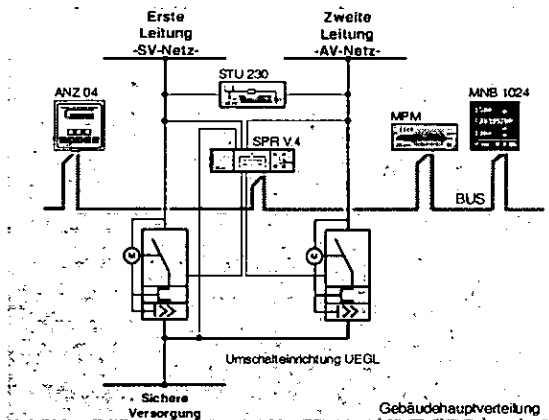 Erste
Leitung
-SV-Netz-
Zweite
Leitung
-AV-Netz-
STU 230
ANZ 04
MPM
MNB 1024
SPR V.4
BUS
M
M
Umschalteinrichtung UEGL
Sichere
Versorgung
Gebäudehauptverteilung